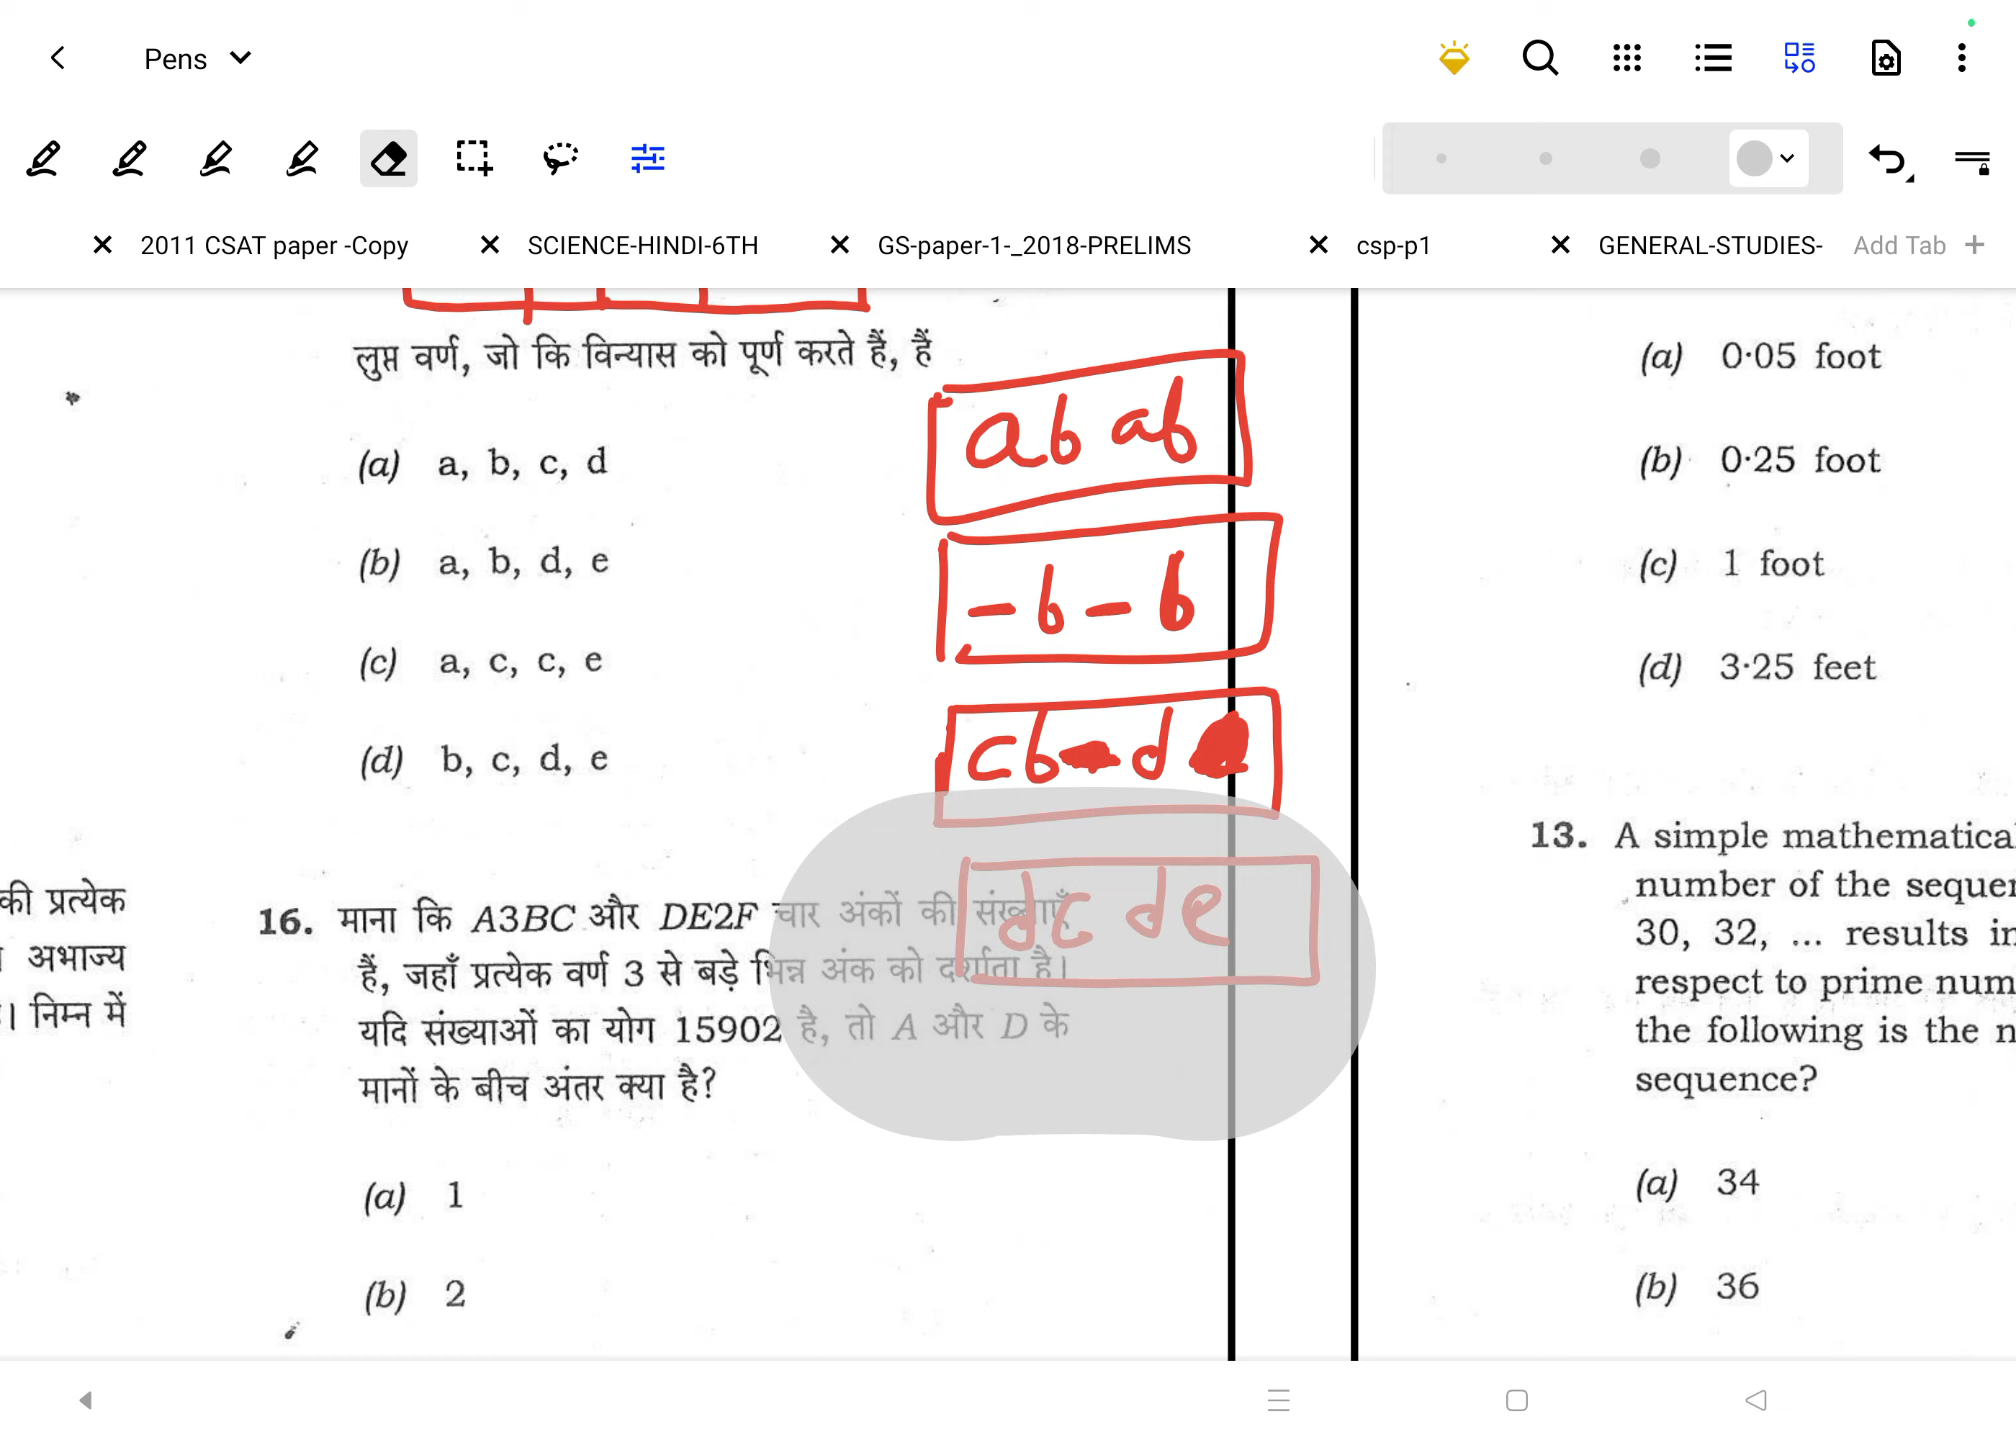 Pens
2011 CSAT paper -Copy
SCIENCE-HINDI-6TH
GS-paper-1-_2018-PRELIMS
csp-p1
GENERAL-STUDIES-
Add Tab +
लुप्त वर्ण, जो कि विन्यास को पूर्ण करते हैं, हैं
(a) a, b, c, d
(b) a, b, d, e
(c) a, c, c, e
(d) b, c, d, e
ab ab
- b - b
cb d
dc de
की प्रत्येक
अभाज्य
। निम्न में
16. माना कि A3BC और DE2F चार अंकों की संख्याएँ
हैं, जहाँ प्रत्येक वर्ण 3 से बड़े भिन्न अंक को दर्शाता है।
यदि संख्याओं का योग 15902 है, तो A और D के
मानों के बीच अंतर क्या है?
(a) 1
(b) 2
(a) 0·05 foot
(b) 0·25 foot
(c) 1 foot
(d) 3·25 feet
13. A simple mathematica
number of the sequer
30, 32, ... results in
respect to prime num
the following is the n
sequence?
(a) 34
(b) 36